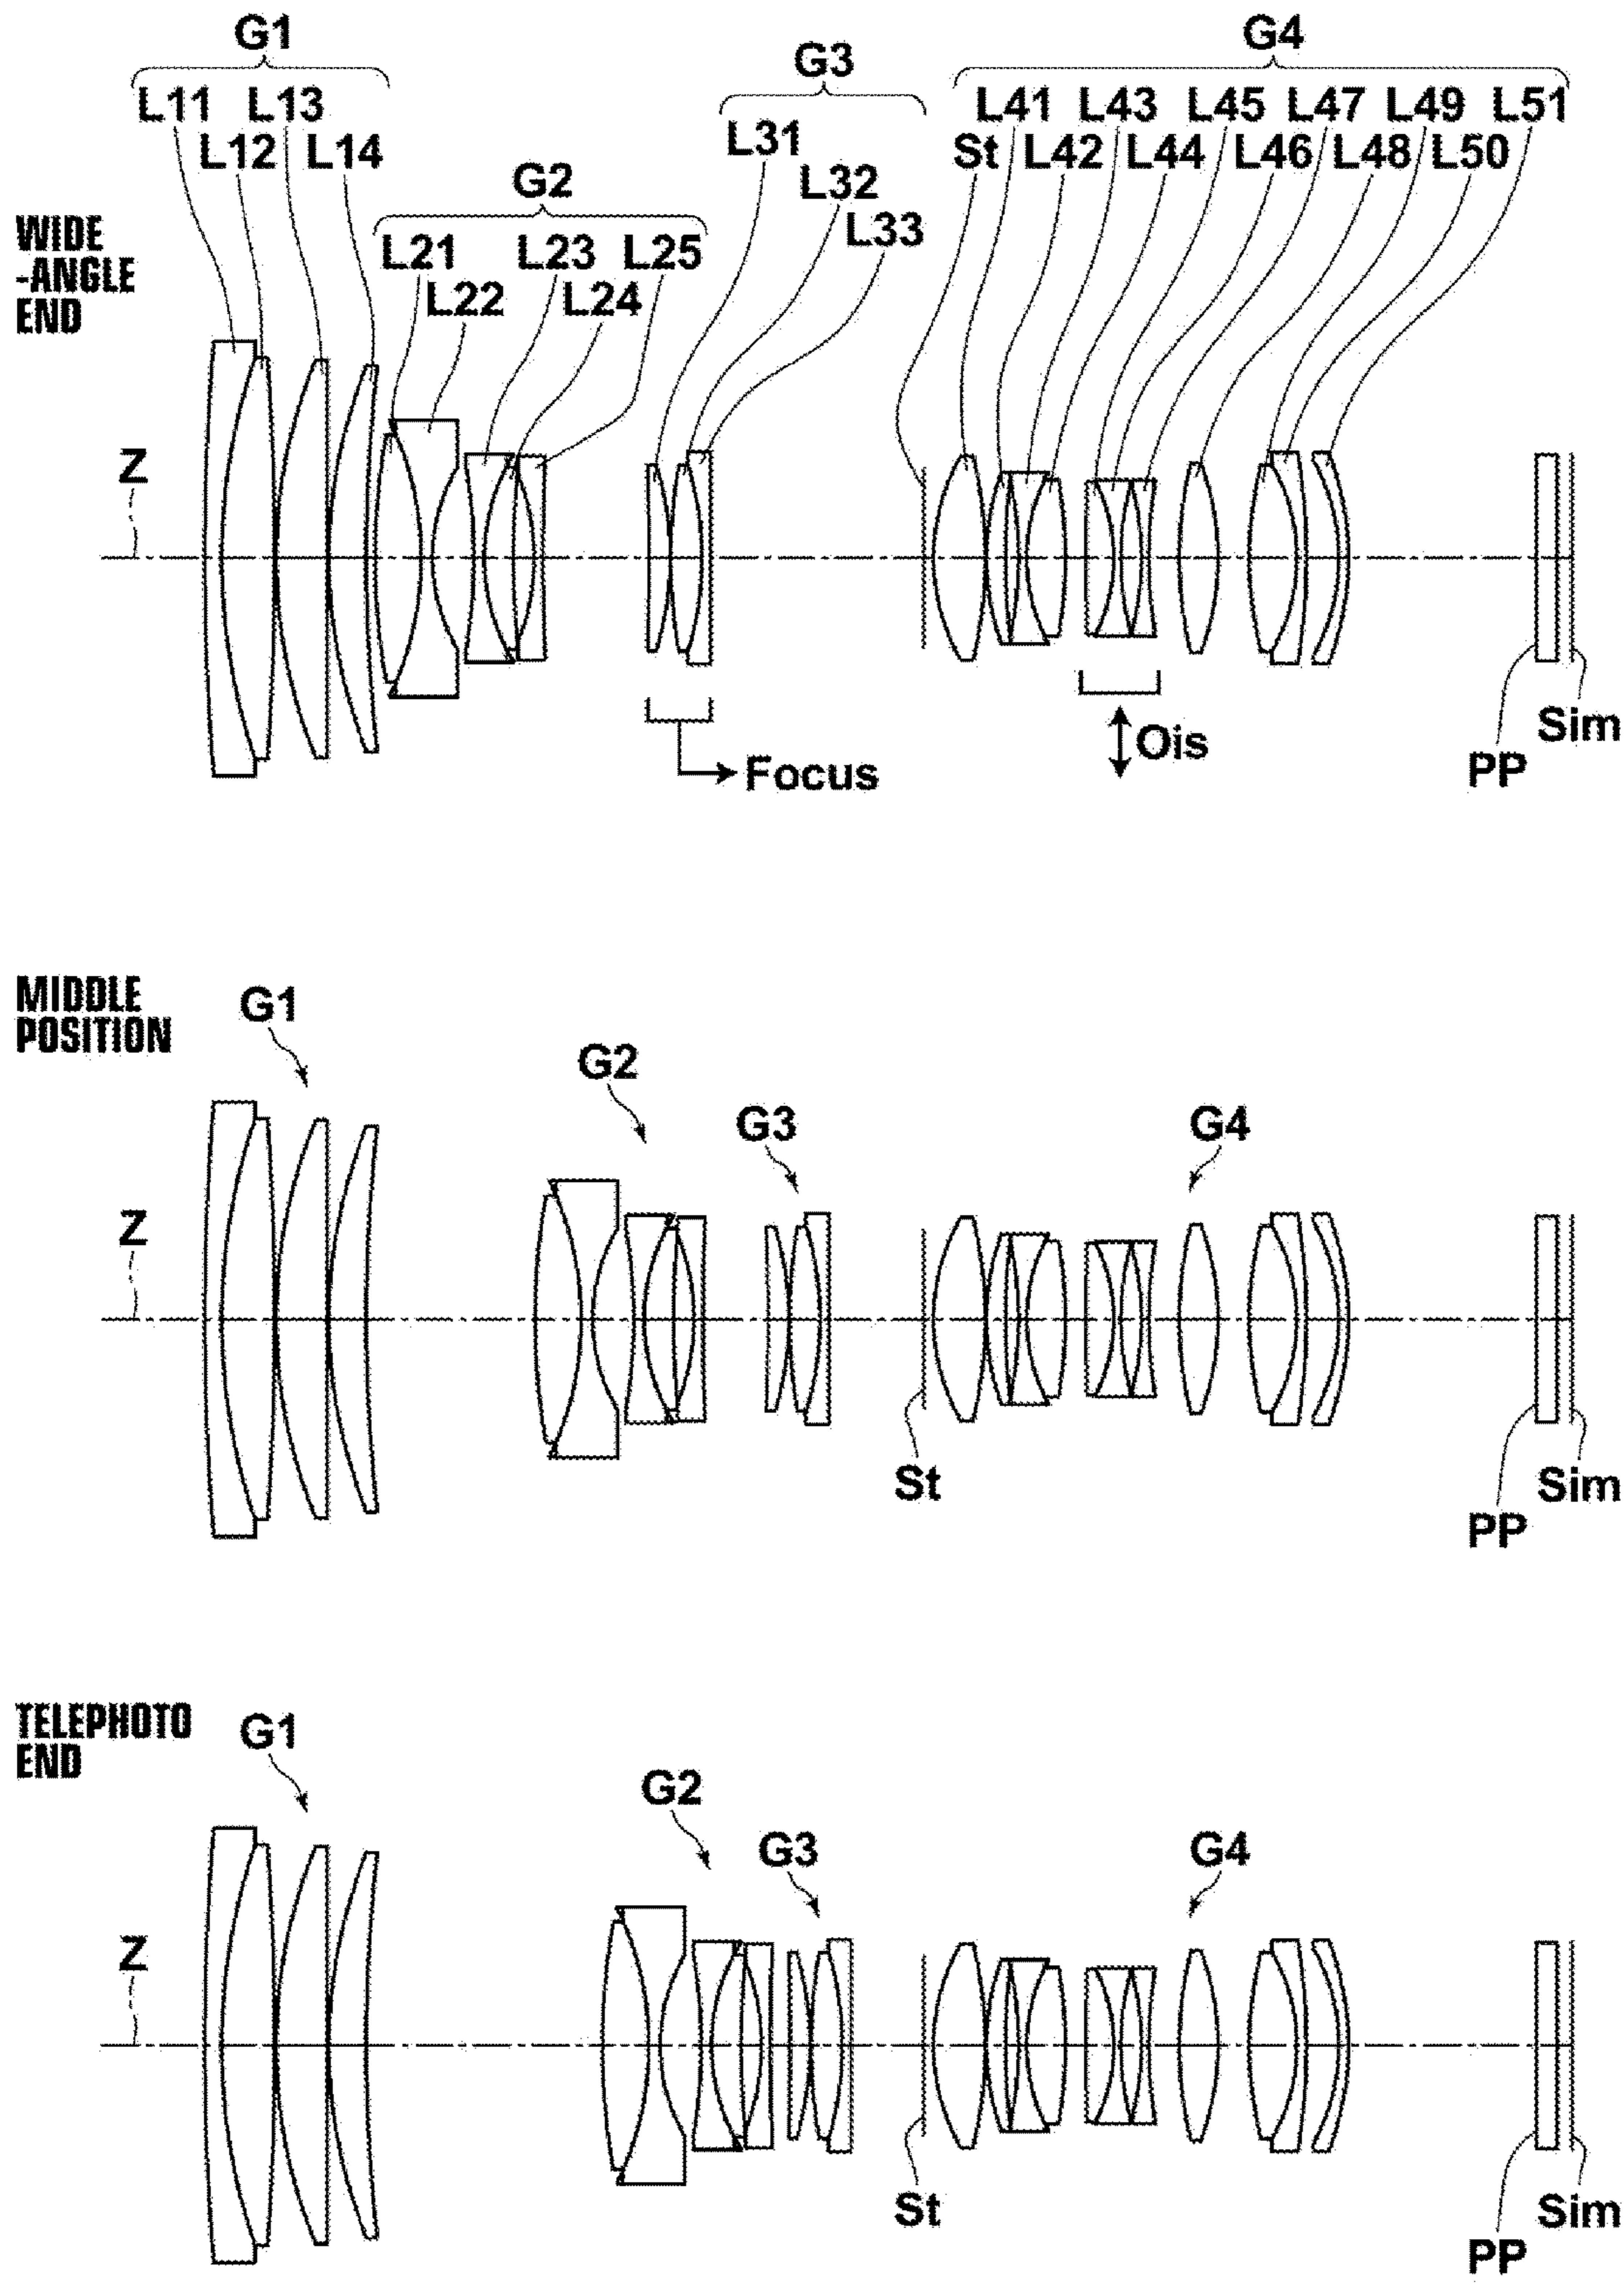 G1
G3
G4
L11 L13
L12 L14
L31
L32
L33
L41 L43 L45 L47 L49 L51
St L42 L44 L46 L48 L50
G2
L21 L23 L25
L22 L24
WIDE
-ANGLE
END
Z
Focus
Ois
PP
Sim
MIDDLE
POSITION
G1
G2
G3
G4
Z
St
PP
Sim
TELEPHOTO
END
G1
G2
G3
G4
Z
St
PP
Sim